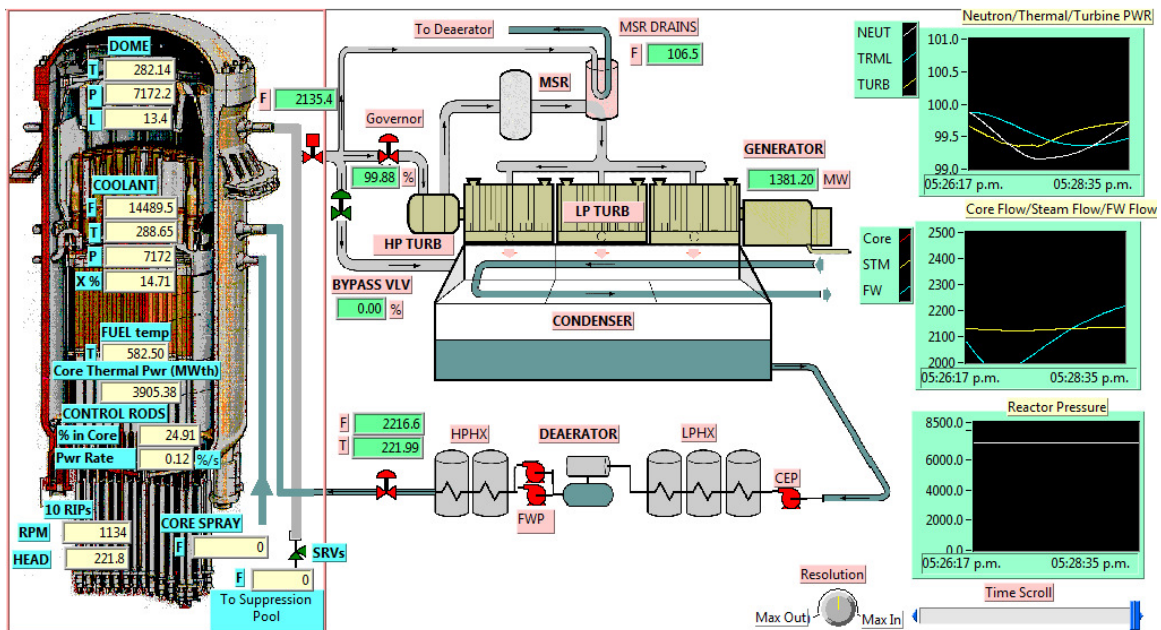 DOME
T 282.14
P 7172.2
L 13.4
COOLANT
F 14489.5
T 288.65
P 7172
X % 14.71
FUEL temp
T 582.50
Core Thermal Pwr (MWth)
3905.38
CONTROL RODS
% in Core 24.91
Pwr Rate 0.12 %/s
10 RIPs
RPM 1134
HEAD 221.8
CORE SPRAY
F 0
SRVs
F 0
To Suppression
Pool
To Deaerator
MSR DRAINS
F 106.5
F 2135.4
MSR
Governor
99.88 %
GENERATOR
1381.20 MW
LP TURB
HP TURB
BYPASS VLV
0.00 %
CONDENSER
F 2216.6
T 221.99
HPHX
DEAERATOR
LPHX
FWP
CEP
Resolution
Max Out
Max In
Time Scroll
Neutron/Thermal/Turbine PWR
NEUT
TRML
TURB
101.0
100.5
100.0
99.5
99.0
05:26:17 p.m. 05:28:35 p.m.
Core Flow/Steam Flow/FW Flow
Core
STM
FW
2500
2400
2300
2200
2100
2000
05:26:17 p.m. 05:28:35 p.m.
Reactor Pressure
8500.0
6000.0
4000.0
2000.0
0.0
05:26:17 p.m. 05:28:35 p.m.